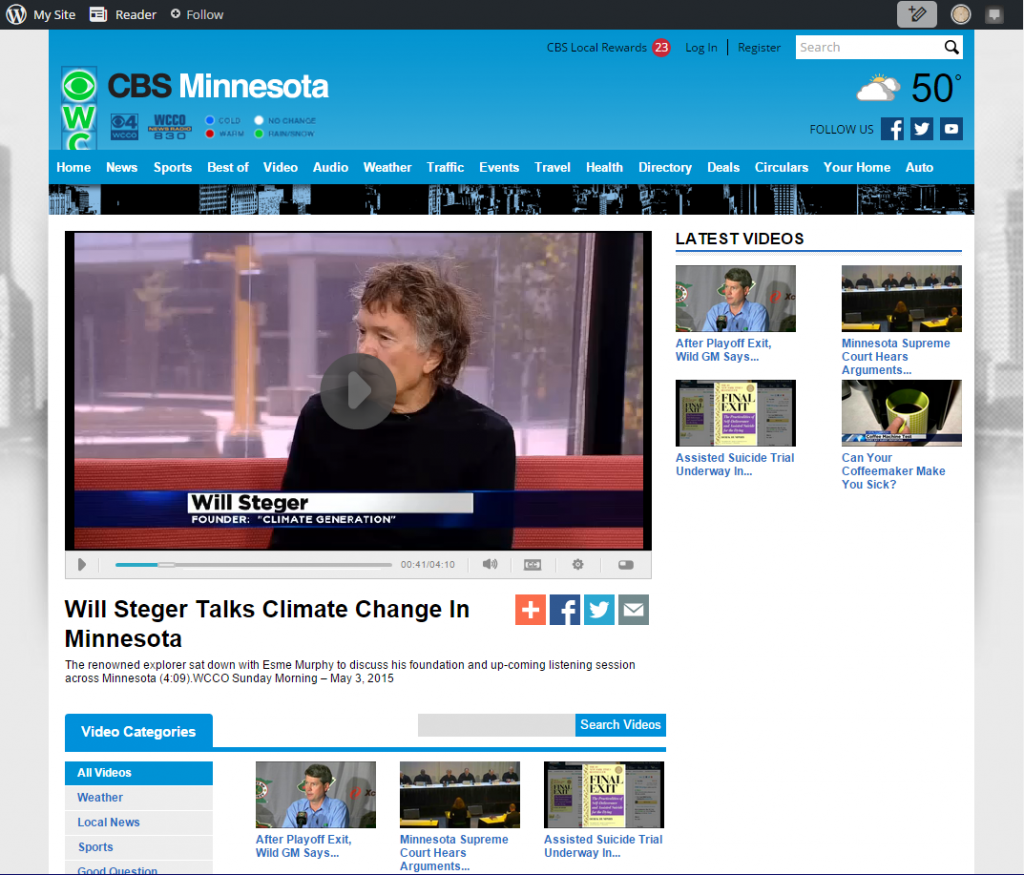 My Site Reader Follow
CBS Local Rewards 23 Log In Register Search
CBS Minnesota
50°
WCCO
4
WCCO
NEWS RADIO
830
COLD NO CHANGE
WARM RAIN/SNOW
FOLLOW US
Home News Sports Best of Video Audio Weather Traffic Events Travel Health Directory Deals Circulars Your Home Auto
LATEST VIDEOS
After Playoff Exit,
Wild GM Says...
Minnesota Supreme
Court Hears
Arguments...
FINAL
EXIT
Assisted Suicide Trial
Underway In...
Coffee Machine Test
Can Your
Coffeemaker Make
You Sick?
Will Steger
FOUNDER: "CLIMATE GENERATION"
00:41/04:10
CC
Will Steger Talks Climate Change In
Minnesota
The renowned explorer sat down with Esme Murphy to discuss his foundation and up-coming listening session
across Minnesota (4:09).WCCO Sunday Morning – May 3, 2015
Video Categories
Search Videos
All Videos
Weather
Local News
Sports
Good Question
After Playoff Exit,
Wild GM Says...
Minnesota Supreme
Court Hears
Arguments...
FINAL
EXIT
Assisted Suicide Trial
Underway In...